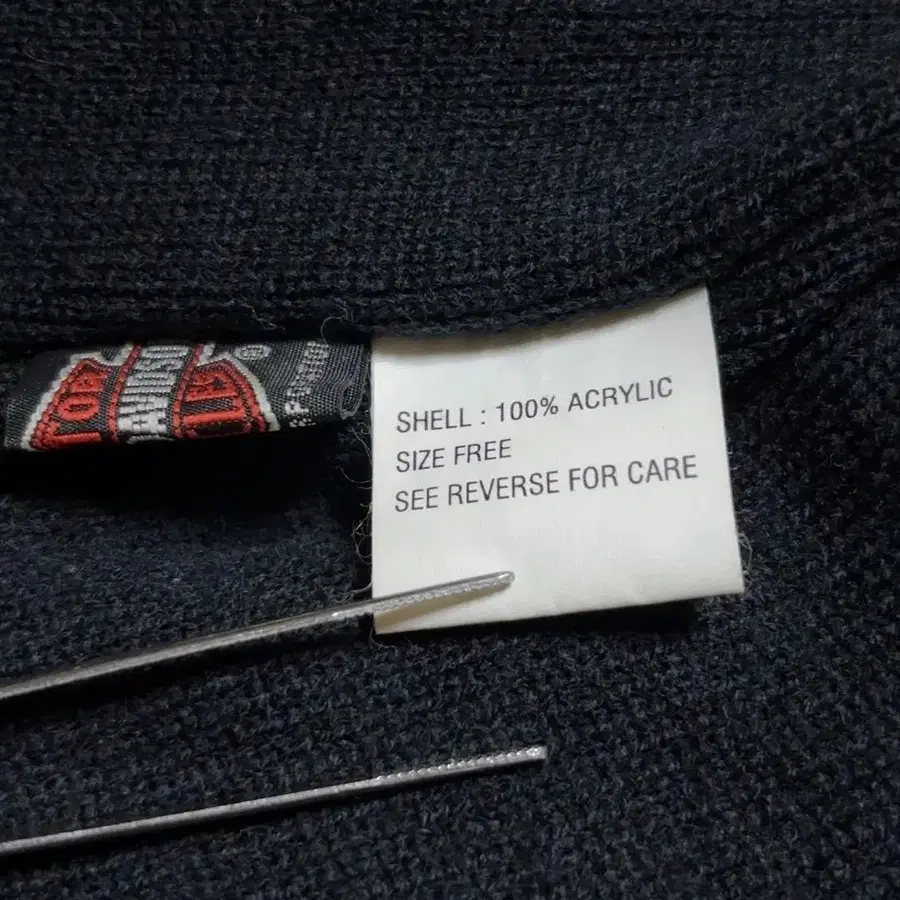 SHELL : 100% ACRYLIC
SIZE FREE
SEE REVERSE FOR CARE